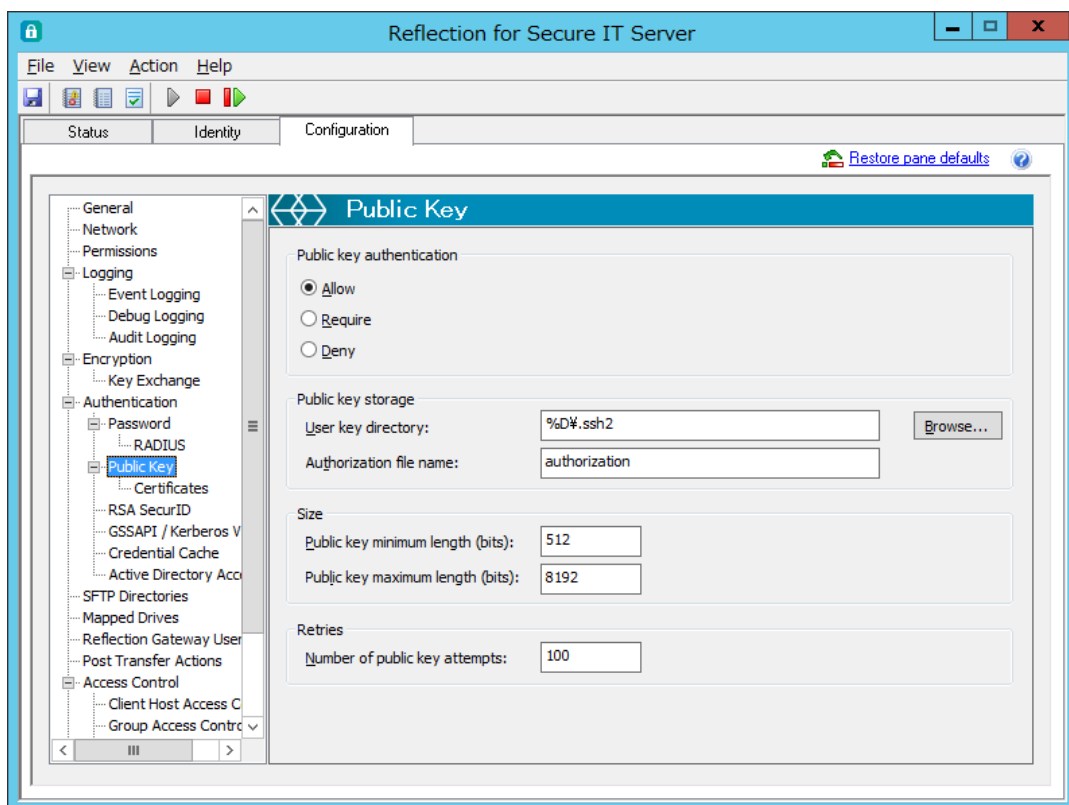 Reflection for Secure IT Server
File View Action Help
Status Identity Configuration
Restore pane defaults
General
Network
Permissions
Logging
Event Logging
Debug Logging
Audit Logging
Encryption
Key Exchange
Authentication
Password
RADIUS
Public Key
Certificates
RSA SecurID
GSSAPI / Kerberos V
Credential Cache
Active Directory Acc
SFTP Directories
Mapped Drives
Reflection Gateway User
Post Transfer Actions
Access Control
Client Host Access C
Group Access Contro
Public Key
Public key authentication
Allow
Require
Deny
Public key storage
User key directory: %D¥.ssh2 Browse...
Authorization file name: authorization
Size
Public key minimum length (bits): 512
Public key maximum length (bits): 8192
Retries
Number of public key attempts: 100